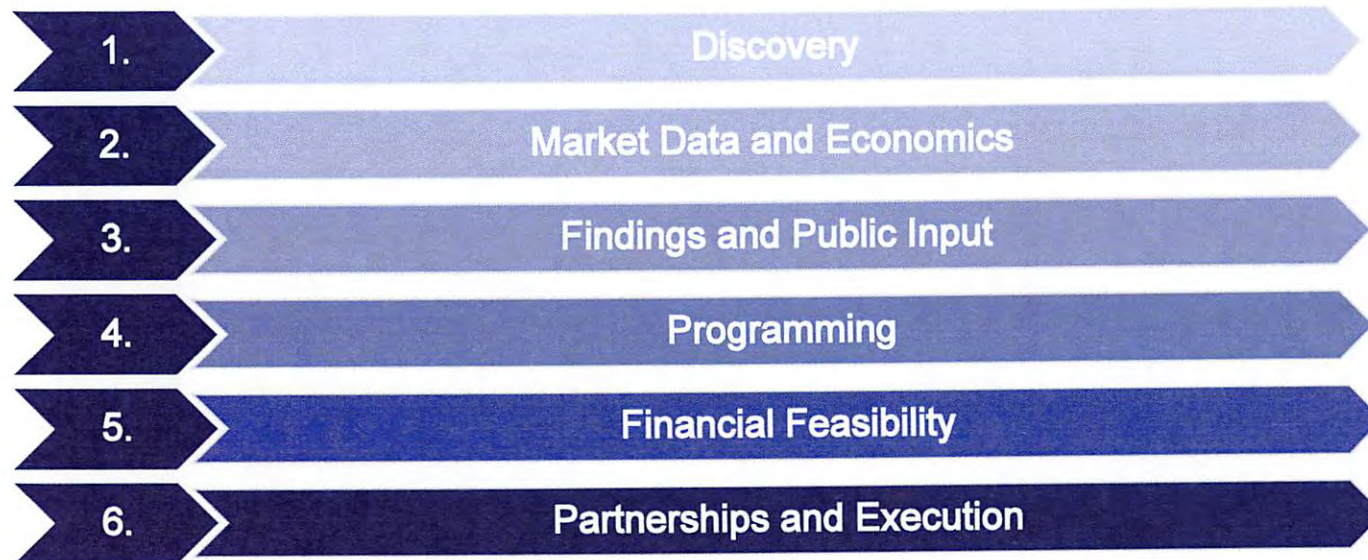 1. Discovery
2. Market Data and Economics
3. Findings and Public Input
4. Programming
5. Financial Feasibility
6. Partnerships and Execution